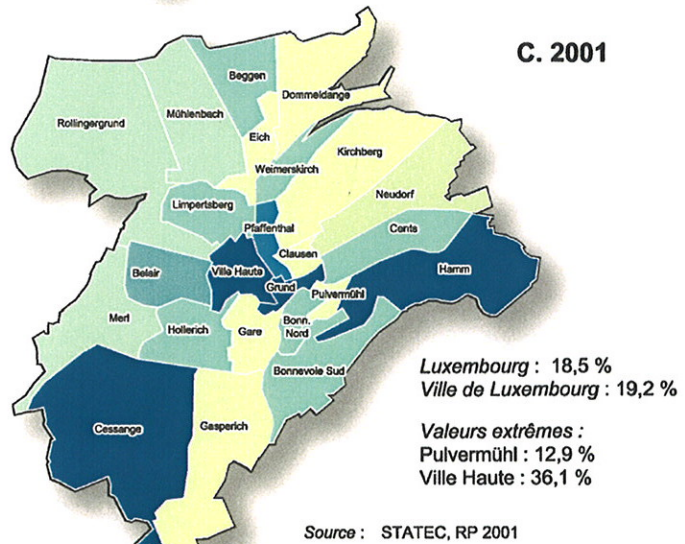 C. 2001
Beggen
Dommeldange
Rollingergrund
Mühlenbach
Eich
Kirchberg
Weimerskirch
Neudorf
Limpertsberg
Pfaffenthal
Cents
Clausen
Belair
Ville Haute
Hamm
Grund
Pulvermühl
Merl
Hollerich
Gare
Bonn.
Nord
Bonnevoie Sud
Luxembourg : 18,5 %
Ville de Luxembourg : 19,2 %
Cessange
Gasperich
Valeurs extrêmes :
Pulvermühl : 12,9 %
Ville Haute : 36,1 %
Source : STATEC, RP 2001